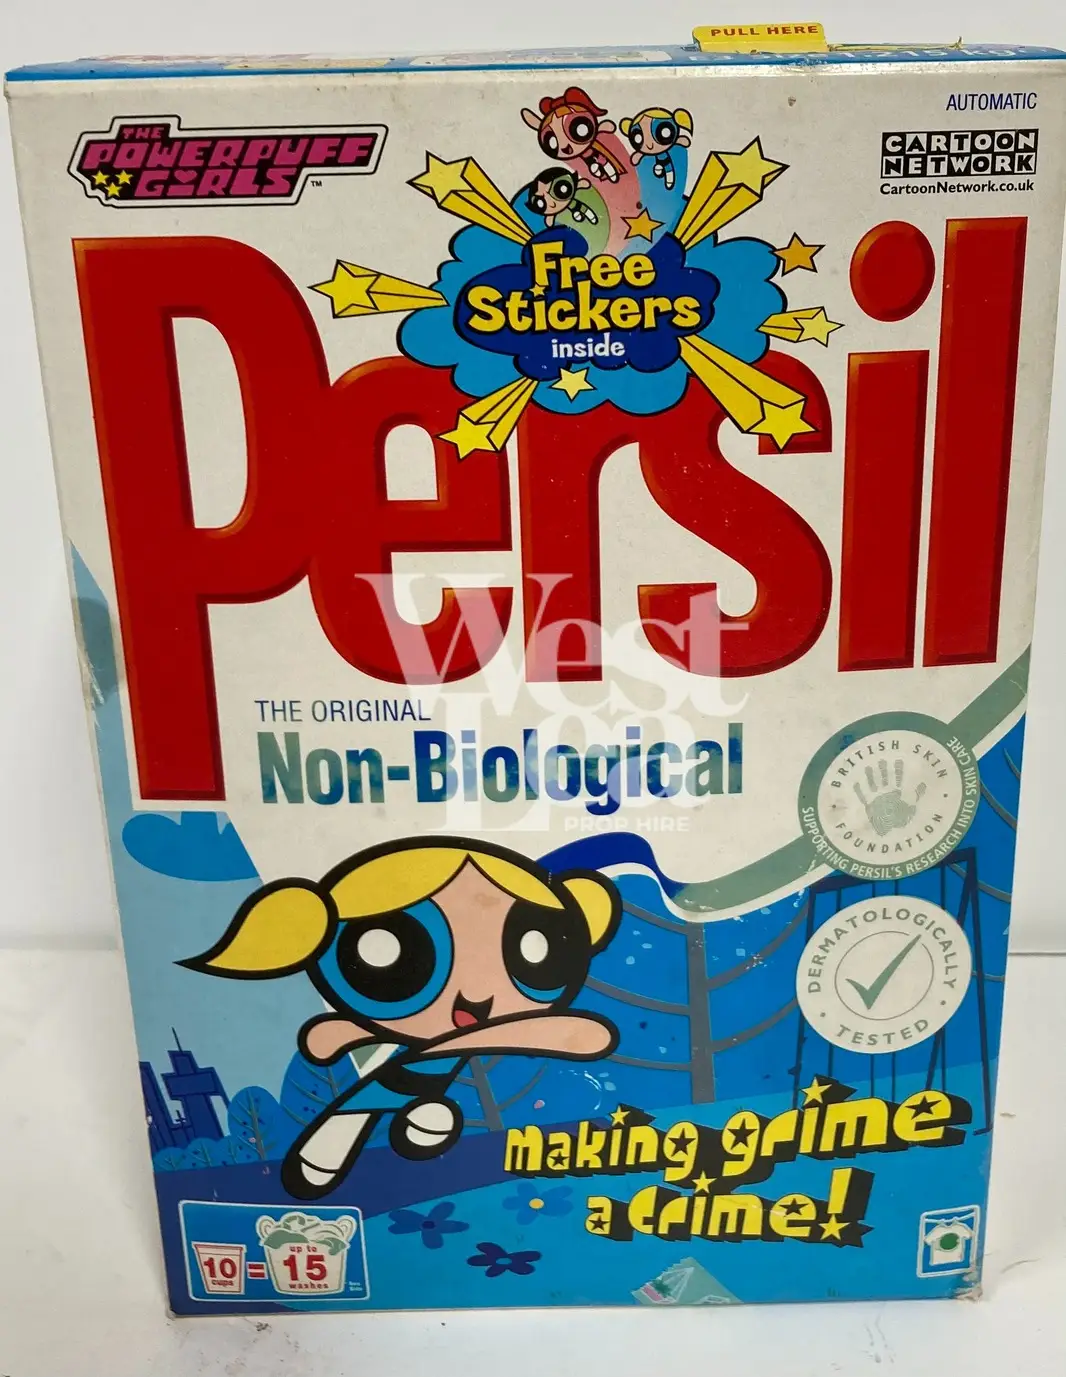 PULL HERE
AUTOMATIC
THE
POWERPUFF
GIRLS
TM
CARTOON
NETWORK
CartoonNetwork.co.uk
Free
Stickers
inside
Persil
THE ORIGINAL
Non-Biological
West
PROP HIRE
BRITISH SKIN
FOUNDATION
SUPPORTING PERSIL'S RESEARCH INTO SKIN CARE
DERMATOLOGICALLY
TESTED
Making grime
a crime!
10
cups
=
up to
15
washes